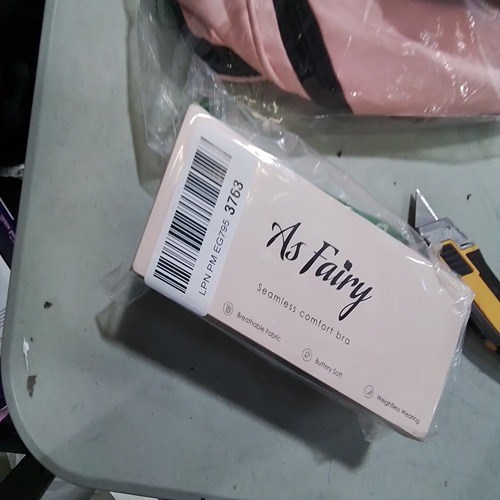 LPN PM EG795 3763
As Fairy
Seamless comfort bra
Breathable Fabric
Buttery Soft
Weightless Wearing